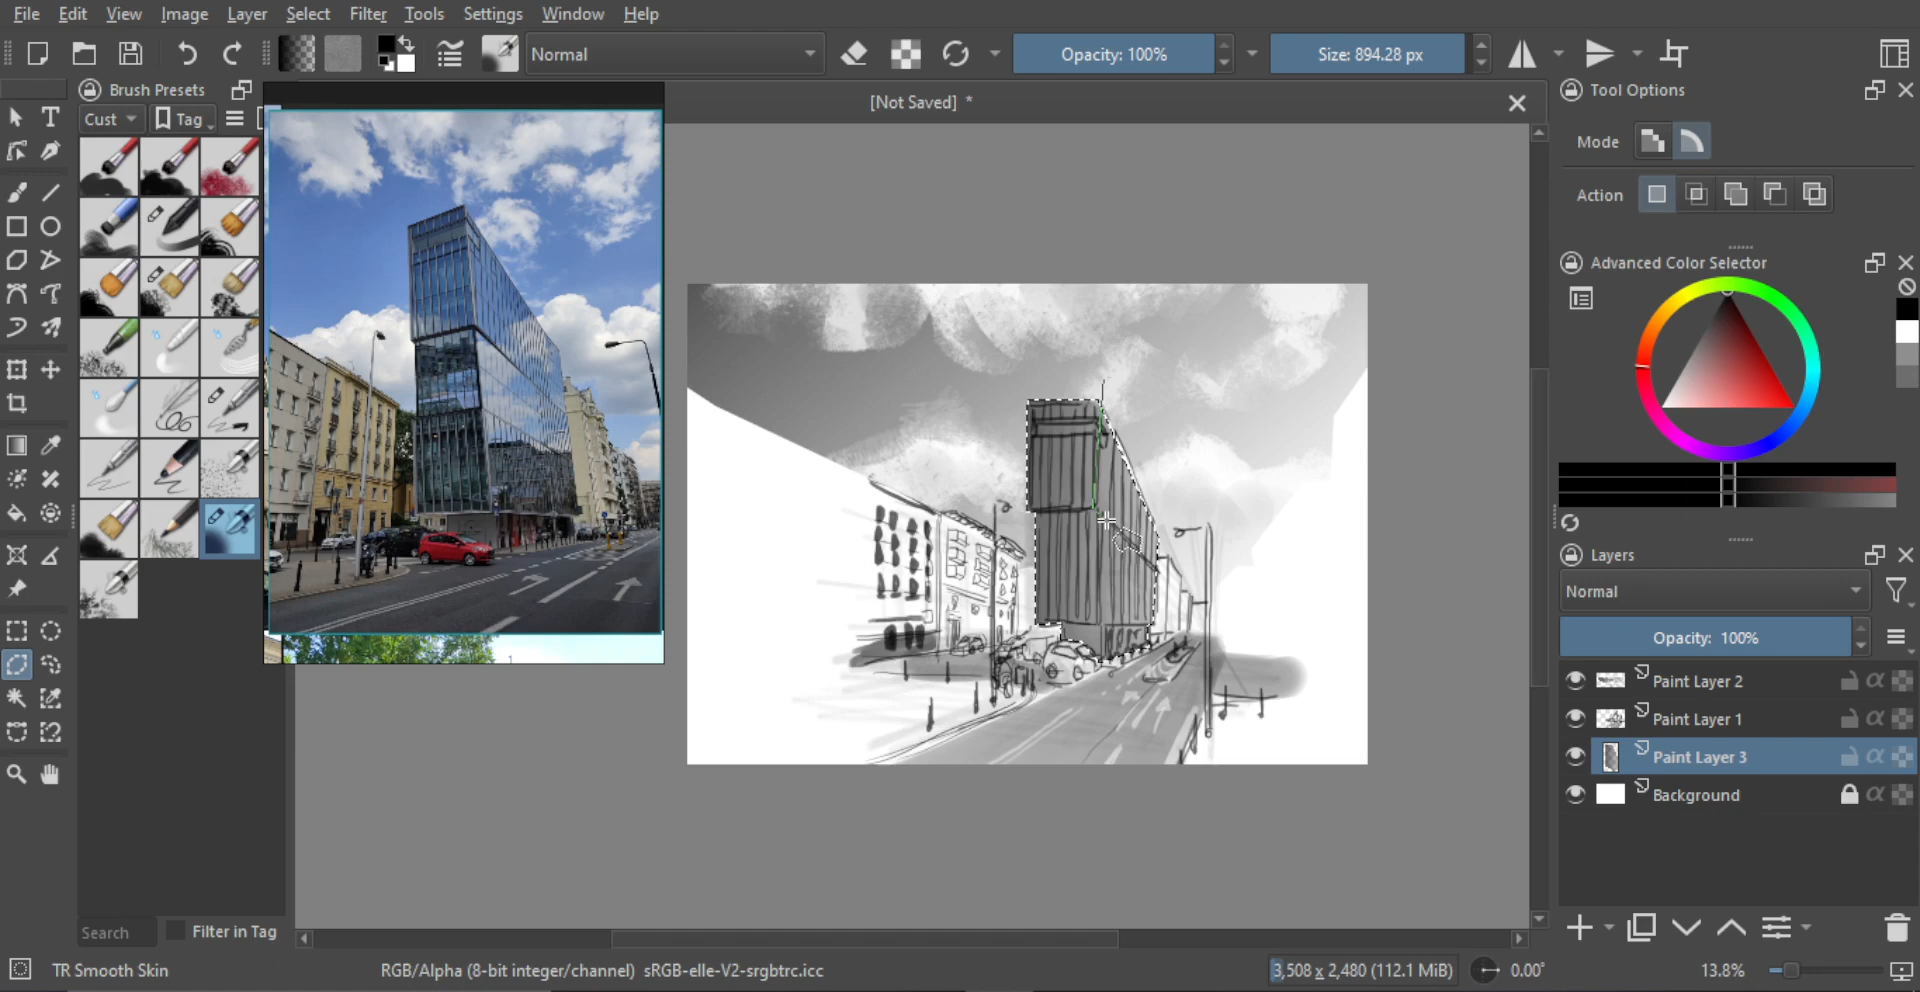 File Edit View Image Layer Select Filter Tools Settings Window Help
Normal
Opacity: 100%
Size: 894.28 px
Brush Presets
[Not Saved] *
Tool Options
Cust
Tag
Mode
Action
Advanced Color Selector
Layers
Normal
Opacity: 100%
Paint Layer 2
Paint Layer 1
Paint Layer 3
Background
Search
Filter in Tag
TR Smooth Skin
RGB/Alpha (8-bit integer/channel) sRGB-elle-V2-srgbtrc.icc
3,508 x 2,480 (112.1 MiB)
0.00°
13.8%